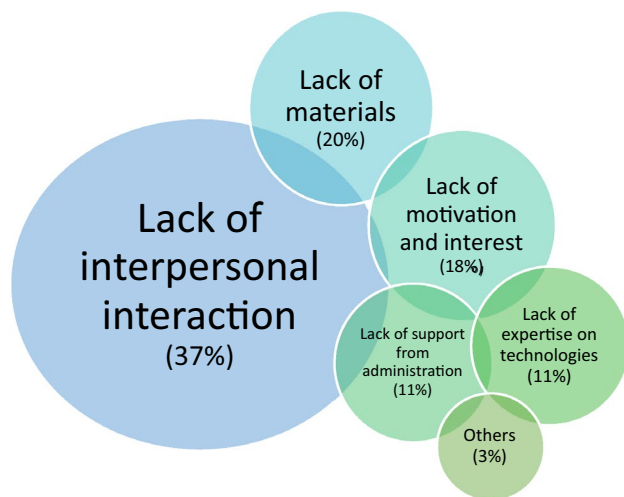 Lack of
materials
(20%)
Lack of
interpersonal
interaction
(37%)
Lack of
motivation
and interest
(18%)
Lack of support
from
administration
(11%)
Lack of
expertise on
technologies
(11%)
Others
(3%)